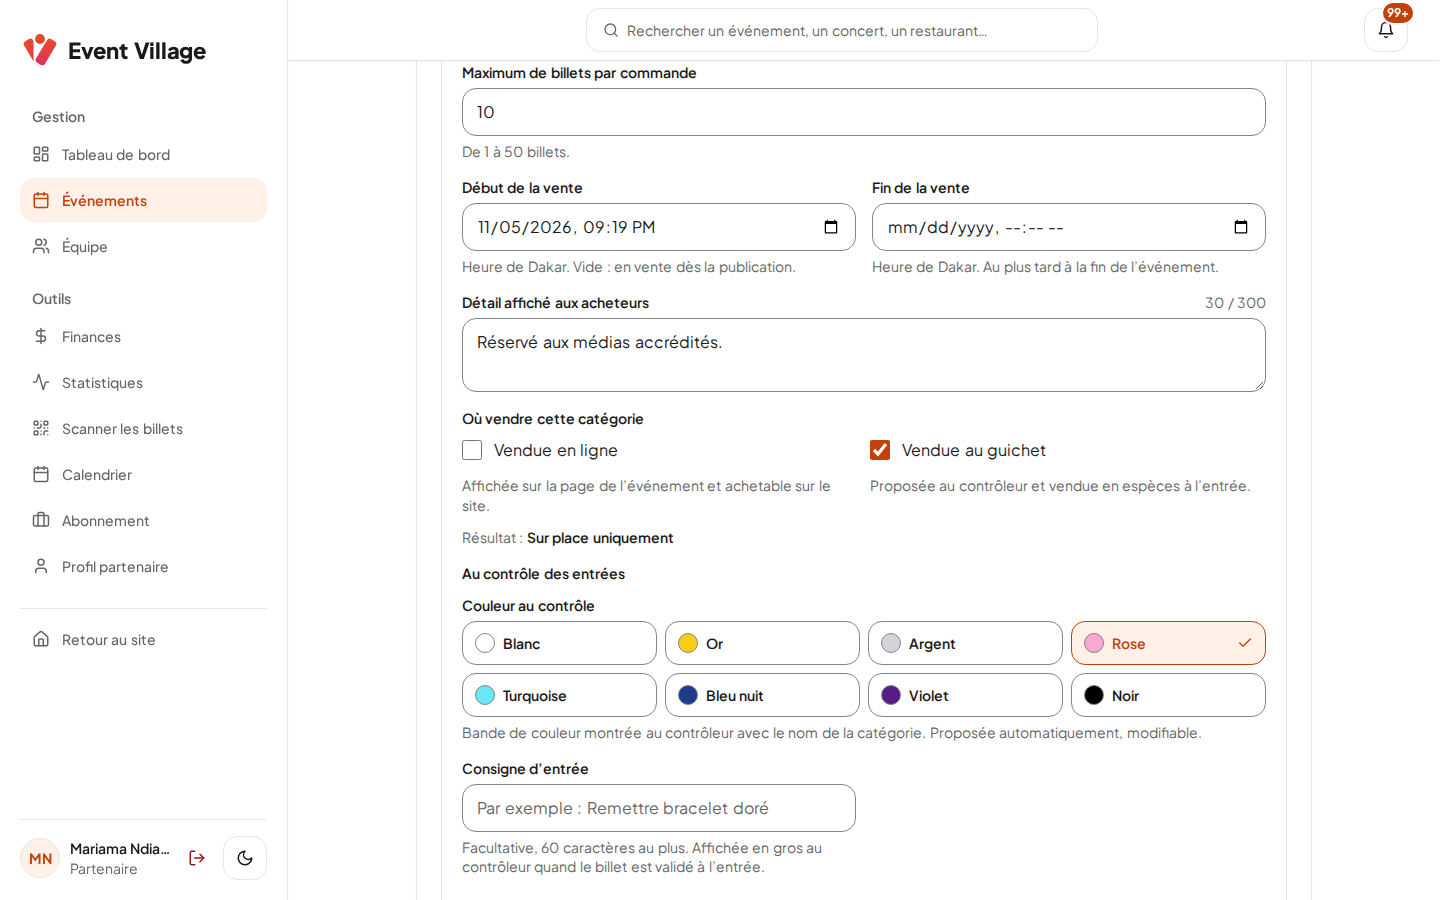 Event Village
Rechercher un événement, un concert, un restaurant...
99+
Gestion
Tableau de bord
Événements
Équipe
Outils
Finances
Statistiques
Scanner les billets
Calendrier
Abonnement
Profil partenaire
Retour au site
MN
Mariama Ndia...
Partenaire
Maximum de billets par commande
10
De 1 à 50 billets.
Début de la vente
Fin de la vente
11/05/2026, 09:19 PM
mm/dd/yyyy, --:-- --
Heure de Dakar. Vide : en vente dès la publication.
Heure de Dakar. Au plus tard à la fin de l’événement.
Détail affiché aux acheteurs
30 / 300
Réservé aux médias accrédités.
Où vendre cette catégorie
Vendue en ligne
Vendue au guichet
Affichée sur la page de l’événement et achetable sur le
site.
Proposée au contrôleur et vendue en espèces à l’entrée.
Résultat : Sur place uniquement
Au contrôle des entrées
Couleur au contrôle
Blanc
Or
Argent
Rose
Turquoise
Bleu nuit
Violet
Noir
Bande de couleur montrée au contrôleur avec le nom de la catégorie. Proposée automatiquement, modifiable.
Consigne d’entrée
Par exemple : Remettre bracelet doré
Facultative, 60 caractères au plus. Affichée en gros au
contrôleur quand le billet est validé à l’entrée.